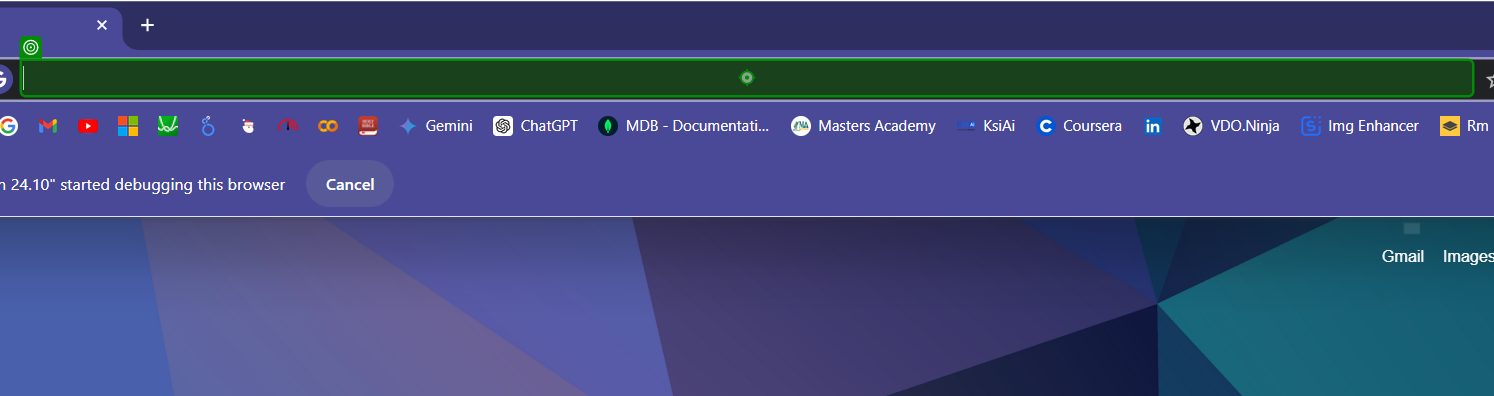 Gemini ChatGPT MDB - Documentati... Masters Academy KsiAi Coursera VDO.Ninja Img Enhancer Rm
24.10" started debugging this browser Cancel
Gmail Images